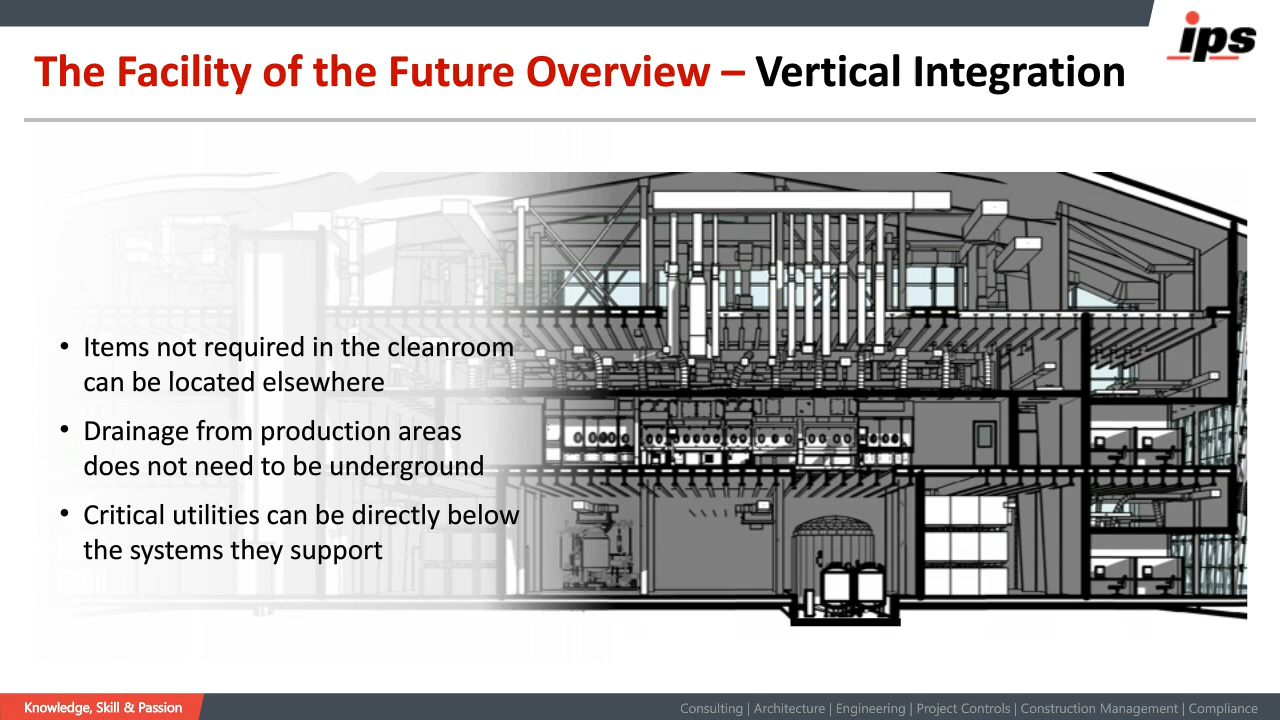 ips
The Facility of the Future Overview – Vertical Integration
• Items not required in the cleanroom
can be located elsewhere
• Drainage from production areas
does not need to be underground
• Critical utilities can be directly below
the systems they support
Knowledge, Skill & Passion
Consulting | Architecture | Engineering | Project Controls | Construction Management | Compliance